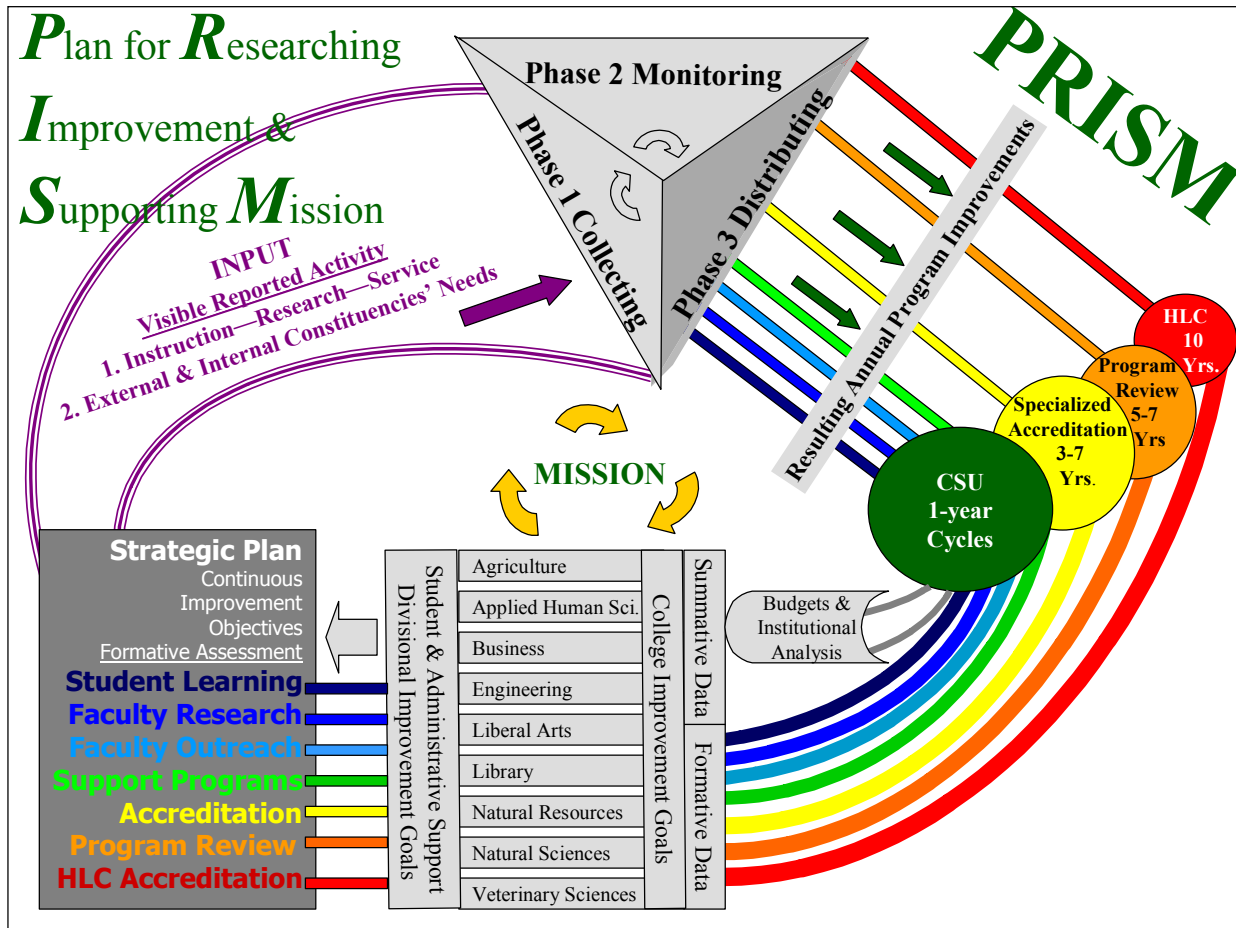 Plan for Researching
Improvement &
Supporting Mission
PRISM
Phase 2 Monitoring
Phase 1 Collecting
Phase 3 Distributing
INPUT
Visible Reported Activity
1. Instruction—Research—Service
2. External & Internal Constituencies’ Needs
Resulting Annual Program Improvements
HLC
10
Yrs.
Program
Review
5-7
Yrs
Specialized
Accreditation
3-7
Yrs.
CSU
1-year
Cycles
MISSION
Strategic Plan
Continuous
Improvement
Objectives
Formative Assessment
Student Learning
Faculty Research
Faculty Outreach
Support Programs
Accreditation
Program Review
HLC Accreditation
Student & Administrative Support
Divisional Improvement Goals
Agriculture
Applied Human Sci.
Business
Engineering
Liberal Arts
Library
Natural Resources
Natural Sciences
Veterinary Sciences
College Improvement Goals
Summative Data
Formative Data
Budgets &
Institutional
Analysis